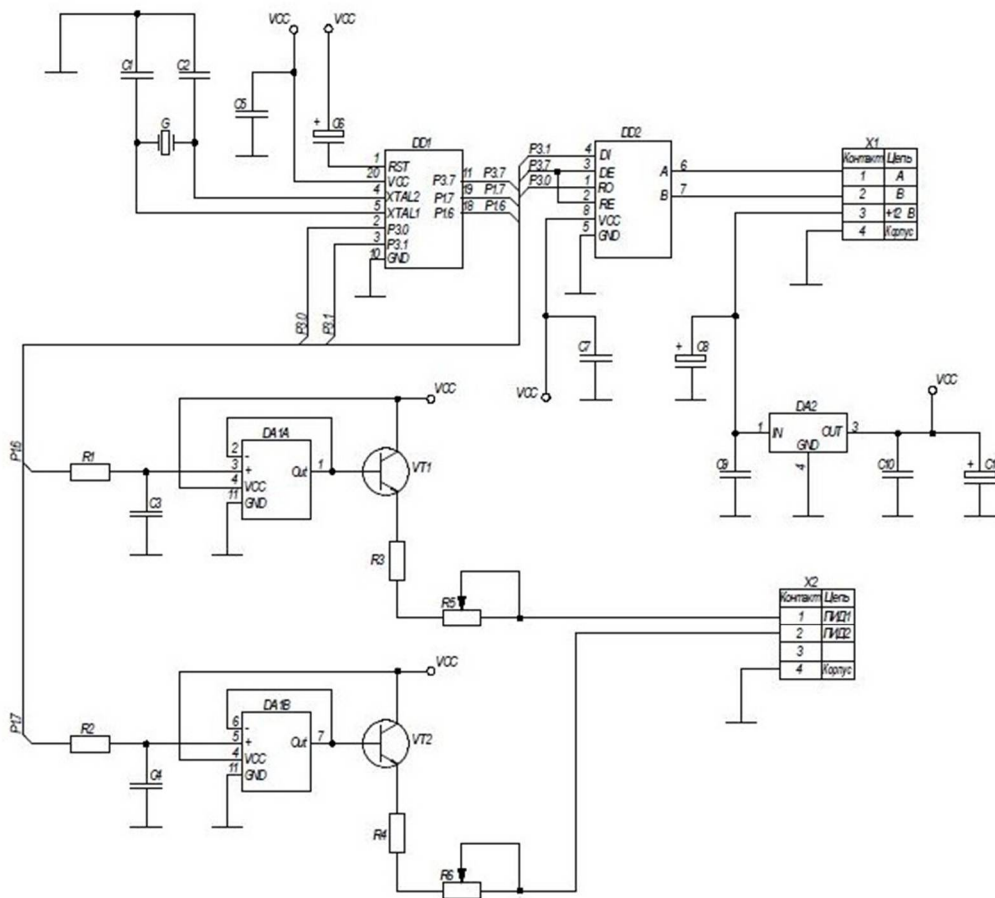 VCC
VCC
C1
C2
G
C5
+
C6
DD1
1 RST
20 VCC
4 XTAL2
5 XTAL1
2 P3.0
3 P3.1
10 GND
P3.7 11 P3.7
P1.7 19 P1.7
P1.6 18 P1.6
DD2
P3.1 4 DI
P3.7 3 DE
P3.0 1 RO
2 RE
8 VCC
5 GND
A 6
B 7
X1
Контакт Цепь
1 A
2 B
3 +12 В
4 Корпус
P3.0
P3.1
C7
VCC
+
C8
VCC
DA2
1 IN OUT 3
GND
4
C9
C10
+
C1
P1.6
R1
C3
DA1A
2 -
3 +
4 VCC
11 GND
Out 1
VCC
VT1
R3
R5
X2
Контакт Цепь
1 ПИД1
2 ПИД2
3
4 Корпус
P1.7
R2
C4
DA1B
6 -
5 +
4 VCC
11 GND
Out 7
VCC
VT2
R4
R6